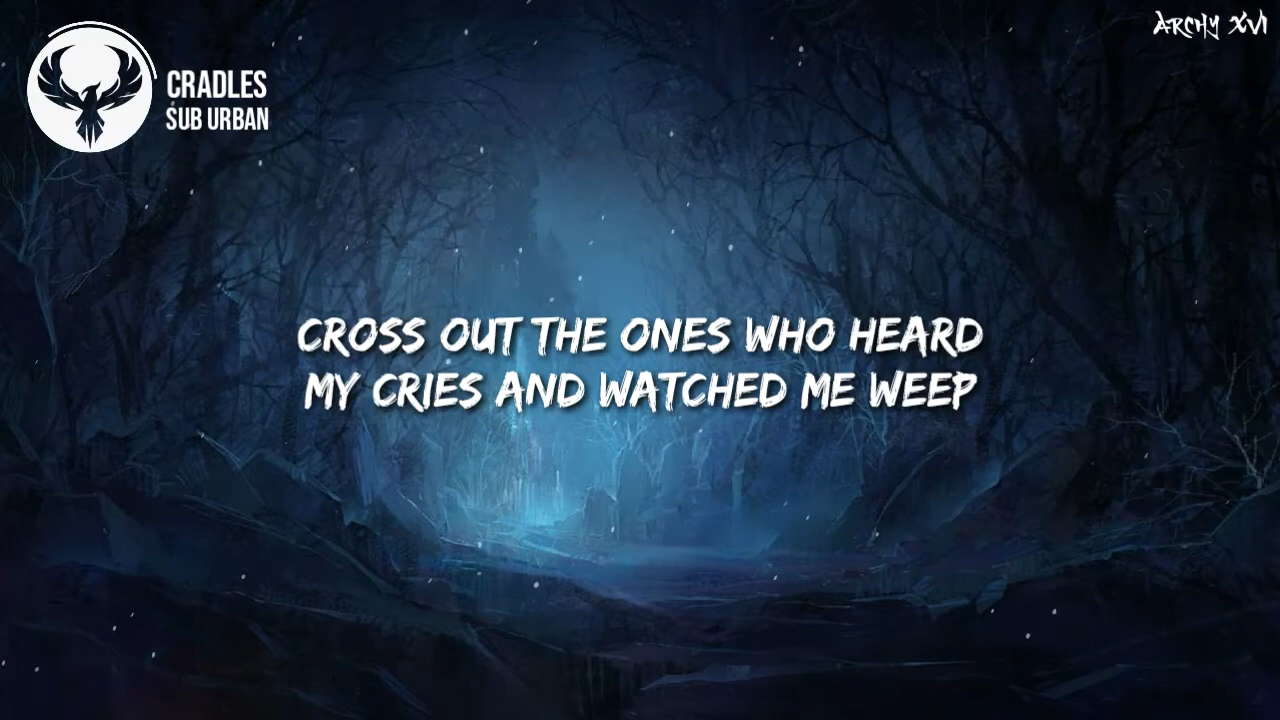 ARCHY XVI
CRADLES
SUB URBAN
CROSS OUT THE ONES WHO HEARD
MY CRIES AND WATCHED ME WEEP